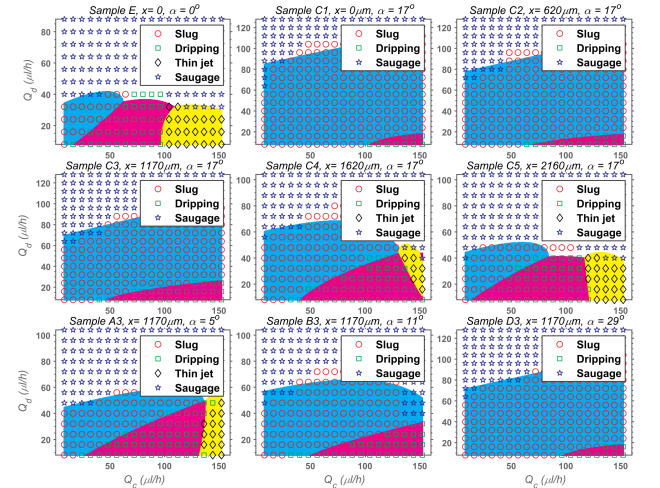 Sample E, x= 0, α = 0°
Q_d (μl/h)
80
60
40
20
50
100
150
Slug
Dripping
Thin jet
Saugage
Sample C1, x= 0μm, α = 17°
120
100
80
60
40
20
50
100
150
Slug
Dripping
Saugage
Sample C2, x= 620μm, α = 17°
120
100
80
60
40
20
50
100
150
Slug
Dripping
Saugage
Sample C3, x= 1170μm, α = 17°
Q_d (μl/h)
120
100
80
60
40
20
50
100
150
Slug
Dripping
Saugage
Sample C4, x= 1620μm, α = 17°
100
80
60
40
20
50
100
150
Slug
Dripping
Thin jet
Saugage
Sample C5, x= 2160μm, α = 17°
100
80
60
40
20
50
100
150
Slug
Dripping
Thin jet
Saugage
Sample A3, x= 1170μm, α = 5°
Q_d (μl/h)
100
80
60
40
20
50
100
150
Q_c (μl/h)
Slug
Dripping
Thin jet
Saugage
Sample B3, x= 1170μm, α = 11°
100
80
60
40
20
50
100
150
Q_c (μl/h)
Slug
Dripping
Saugage
Sample D3, x= 1170μm, α = 29°
120
100
80
60
40
20
50
100
150
Q_c (μl/h)
Slug
Dripping
Saugage